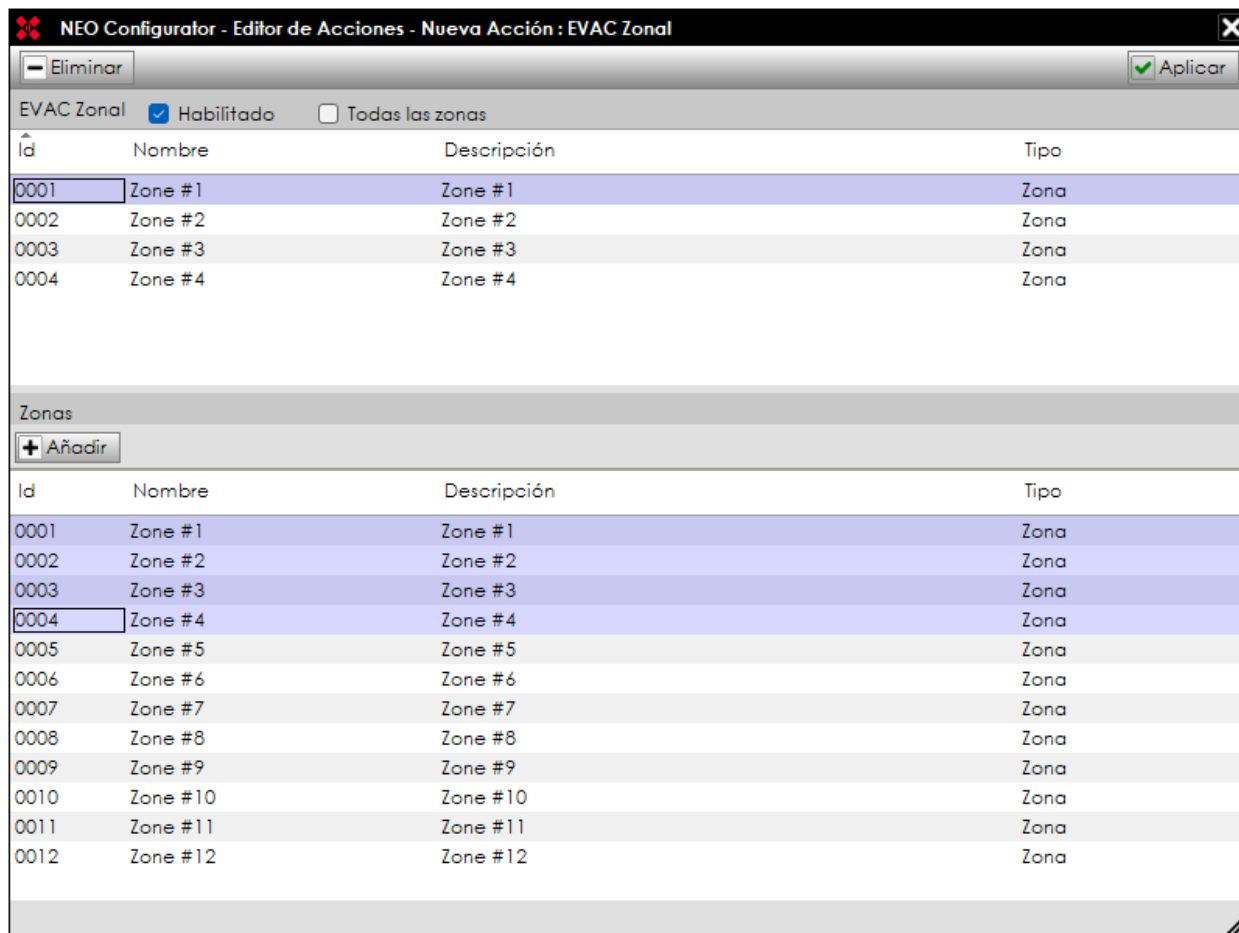 NEO Configurator - Editor de Acciones - Nueva Acción : EVAC Zonal
Eliminar Aplicar
EVAC Zonal Habilitado Todas las zonas
Id Nombre Descripción Tipo
0001 Zone #1 Zone #1 Zona
0002 Zone #2 Zone #2 Zona
0003 Zone #3 Zone #3 Zona
0004 Zone #4 Zone #4 Zona
Zonas
Añadir
Id Nombre Descripción Tipo
0001 Zone #1 Zone #1 Zona
0002 Zone #2 Zone #2 Zona
0003 Zone #3 Zone #3 Zona
0004 Zone #4 Zone #4 Zona
0005 Zone #5 Zone #5 Zona
0006 Zone #6 Zone #6 Zona
0007 Zone #7 Zone #7 Zona
0008 Zone #8 Zone #8 Zona
0009 Zone #9 Zone #9 Zona
0010 Zone #10 Zone #10 Zona
0011 Zone #11 Zone #11 Zona
0012 Zone #12 Zone #12 Zona